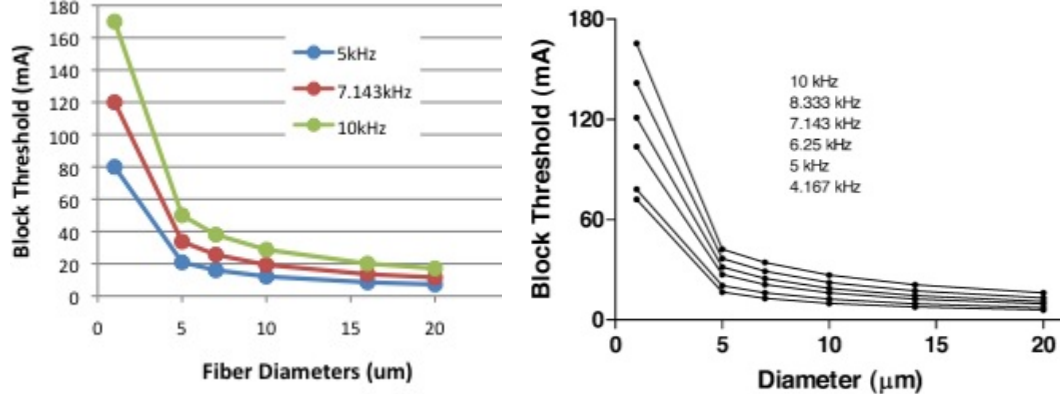 180
160
140
120
100
80
60
40
20
0
Block Threshold (mA)
5kHz
7.143kHz
10kHz
0 5 10 15 20
Fiber Diameters (um)
180
120
60
0
Block Threshold (mA)
10 kHz
8.333 kHz
7.143 kHz
6.25 kHz
5 kHz
4.167 kHz
0 5 10 15 20
Diameter (μm)